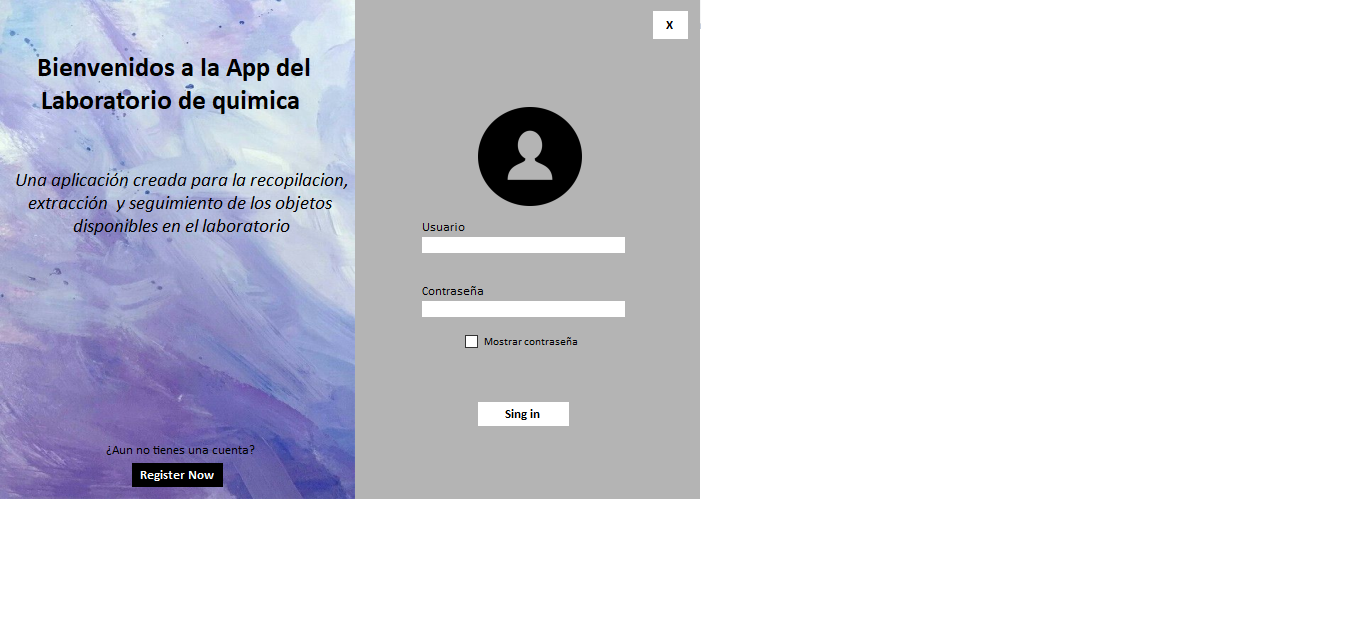 Bienvenidos a la App del
Laboratorio de quimica
Una aplicación creada para la recopilacion,
extracción y seguimiento de los objetos
disponibles en el laboratorio
¿Aun no tienes una cuenta?
Register Now
X
Usuario
Contraseña
Mostrar contraseña
Sing in